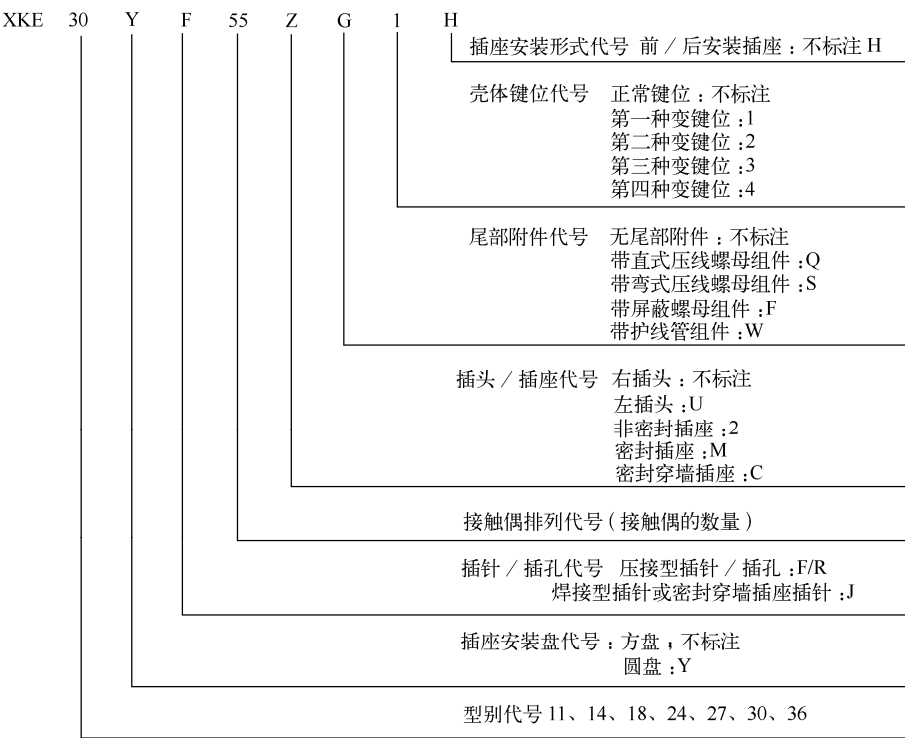 XKE 30 Y F 55 Z G 1 H
插座安装形式代号 前/后安装插座:不标注 H
壳体键位代号 正常键位:不标注
第一种变键位:1
第二种变键位:2
第三种变键位:3
第四种变键位:4
尾部附件代号 无尾部附件:不标注
带直式压线螺母组件:Q
带弯式压线螺母组件:S
带屏蔽螺母组件:F
带护线管组件:W
插头/插座代号 右插头:不标注
左插头:U
非密封插座:2
密封插座:M
密封穿墙插座:C
接触偶排列代号(接触偶的数量)
插针/插孔代号 压接型插针/插孔:F/R
焊接型插针或密封穿墙插座插针:J
插座安装盘代号:方盘,不标注
圆盘:Y
型别代号 11、14、18、24、27、30、36